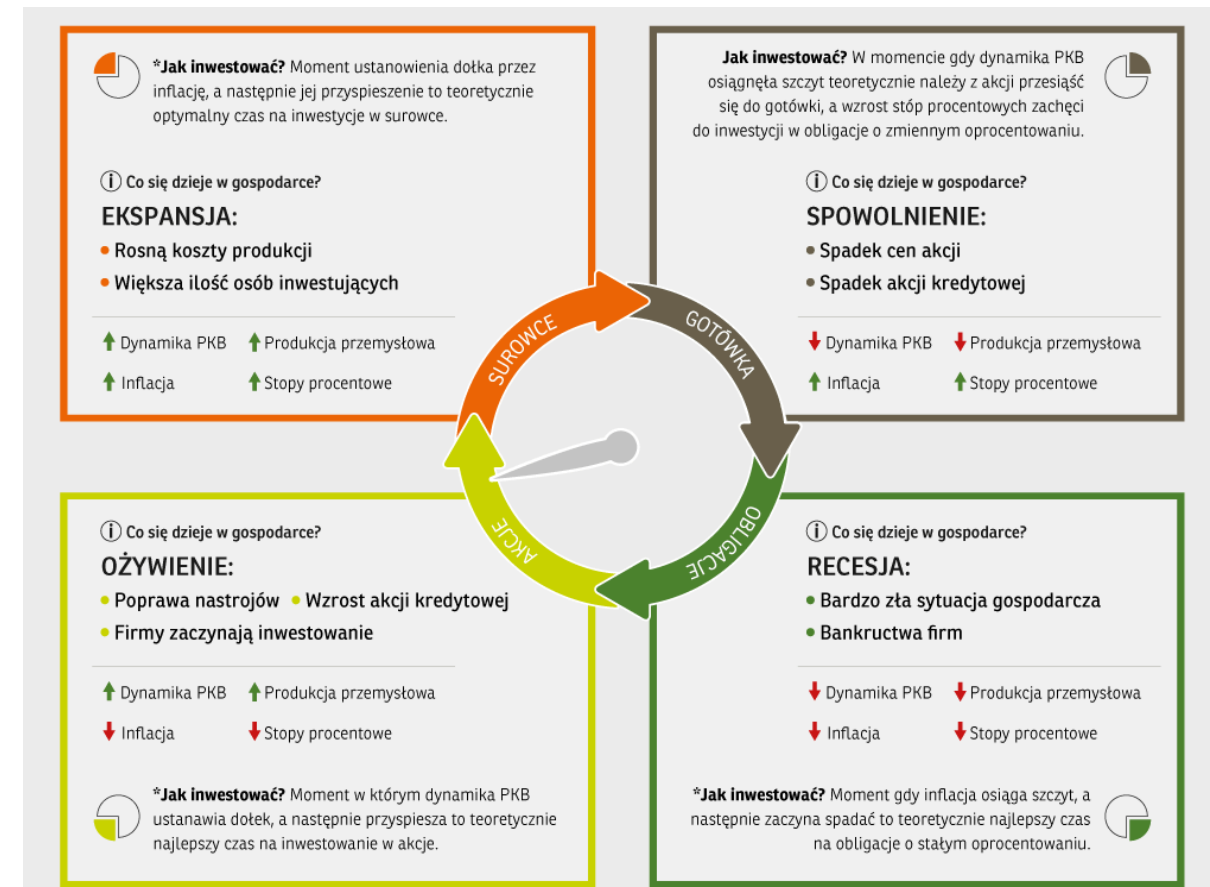 *Jak inwestować? Moment ustanowienia dołka przez
inflację, a następnie jej przyspieszenie to teoretycznie
optymalny czas na inwestycje w surowce.
i Co się dzieje w gospodarce?
EKSPANSJA:
• Rosną koszty produkcji
• Większa ilość osób inwestujących
Dynamika PKB Produkcja przemysłowa
Inflacja Stopy procentowe
Jak inwestować? W momencie gdy dynamika PKB
osiągnęła szczyt teoretycznie należy z akcji przesiąść
się do gotówki, a wzrost stóp procentowych zachęci
do inwestycji w obligacje o zmiennym oprocentowaniu.
i Co się dzieje w gospodarce?
SPOWOLNIENIE:
• Spadek cen akcji
• Spadek akcji kredytowej
Dynamika PKB Produkcja przemysłowa
Inflacja Stopy procentowe
SUROWCE
GOTÓWKA
AKCJE
OBLIGACJE
i Co się dzieje w gospodarce?
OŻYWIENIE:
• Poprawa nastrojów • Wzrost akcji kredytowej
• Firmy zaczynają inwestowanie
Dynamika PKB Produkcja przemysłowa
Inflacja Stopy procentowe
*Jak inwestować? Moment w którym dynamika PKB
ustanawia dołek, a następnie przyspiesza to teoretycznie
najlepszy czas na inwestowanie w akcje.
i Co się dzieje w gospodarce?
RECESJA:
• Bardzo zła sytuacja gospodarcza
• Bankructwa firm
Dynamika PKB Produkcja przemysłowa
Inflacja Stopy procentowe
*Jak inwestować? Moment gdy inflacja osiąga szczyt, a
następnie zaczyna spadać to teoretycznie najlepszy czas
na obligacje o stałym oprocentowaniu.